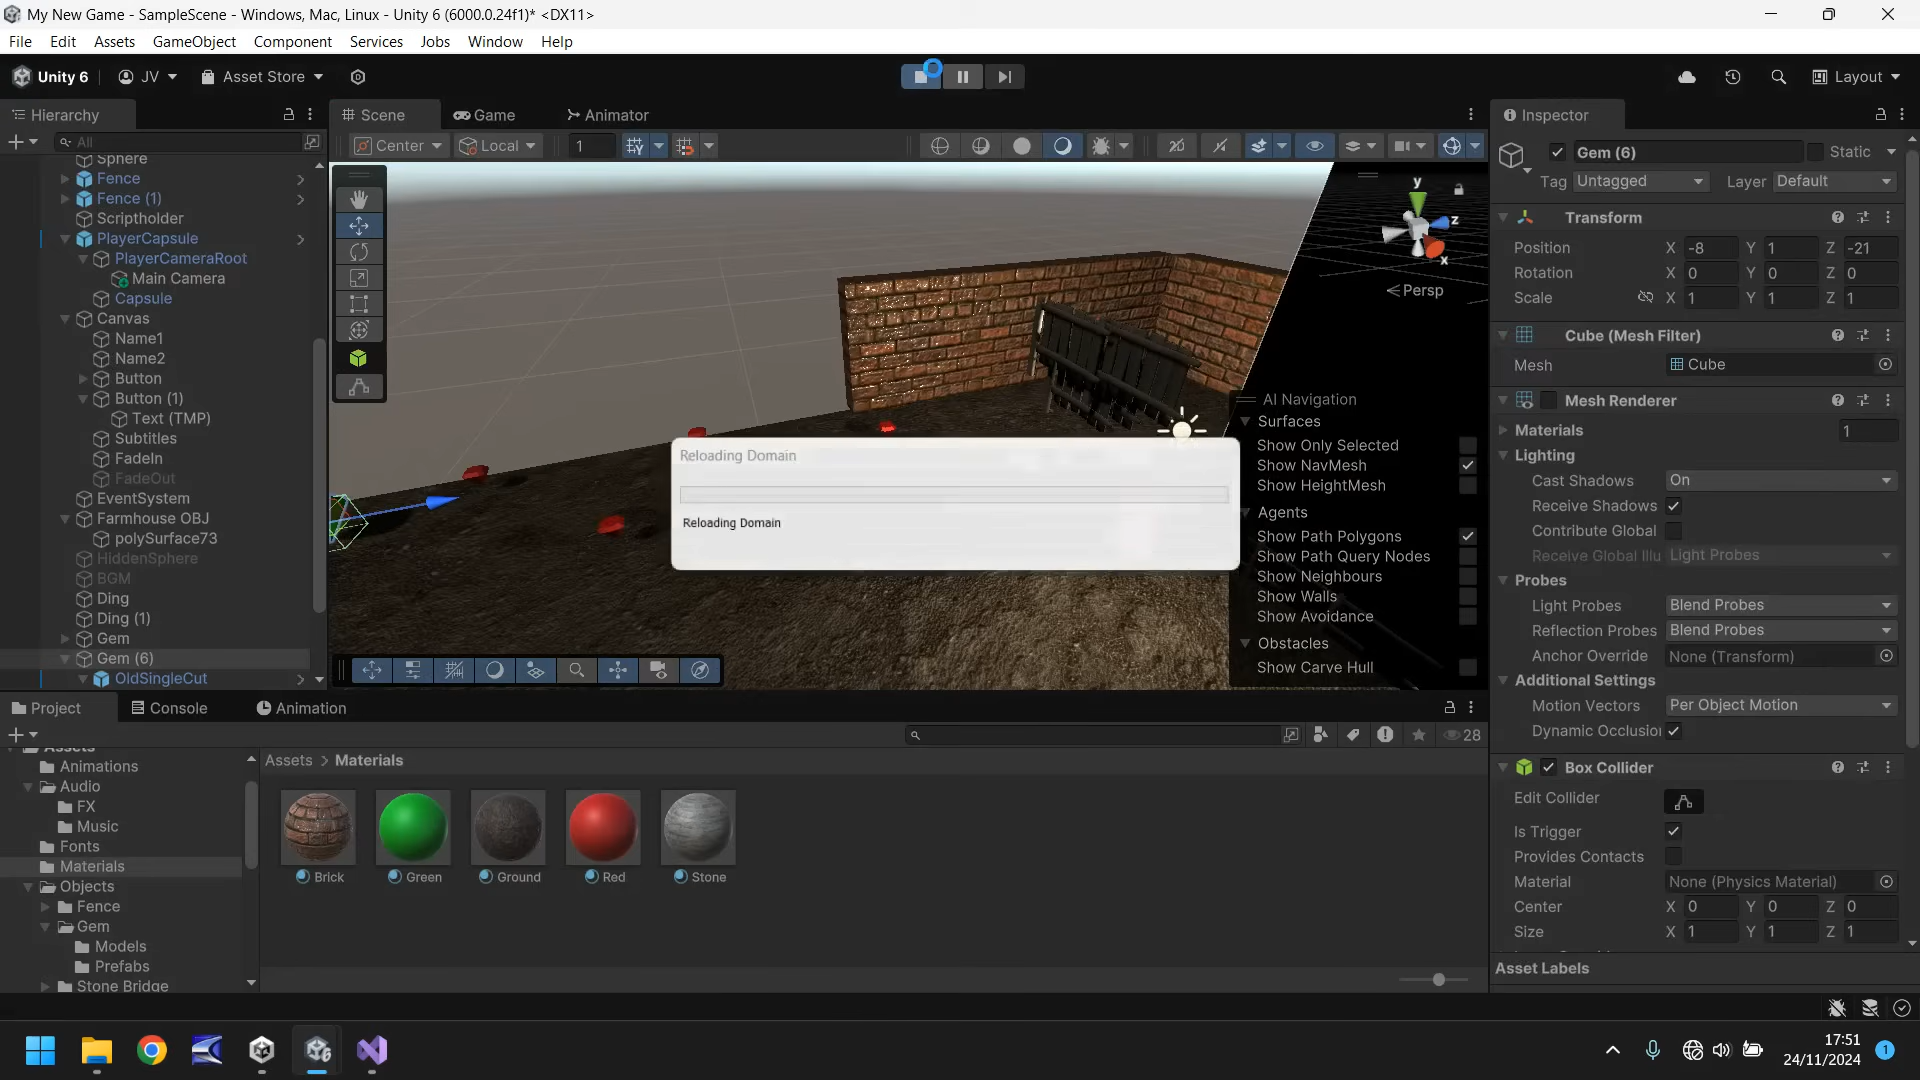 My New Game - SampleScene - Windows, Mac, Linux - Unity 6 (6000.0.24f1)* <DX11>
File Edit Assets GameObject Component Services Jobs Window Help
Unity 6 JV Asset Store Layout
Hierarchy
All
Sphere
Fence
Fence (1)
Scriptholder
PlayerCapsule
PlayerCameraRoot
Main Camera
Capsule
Canvas
Name1
Name2
Button
Button (1)
Text (TMP)
Subtitles
FadeIn
FadeOut
EventSystem
Farmhouse OBJ
polySurface73
HiddenSphere
BGM
Ding
Ding (1)
Gem
Gem (6)
OldSingleCut
Scene Game Animator
Center Local 1 2D
y
z
x
Persp
Reloading Domain
Reloading Domain
AI Navigation
Surfaces
Show Only Selected
Show NavMesh
Show HeightMesh
Agents
Show Path Polygons
Show Path Query Nodes
Show Neighbours
Show Walls
Show Avoidance
Obstacles
Show Carve Hull
Inspector
Gem (6) Static
Tag Untagged Layer Default
Transform
Position X -8 Y 1 Z -21
Rotation X 0 Y 0 Z 0
Scale X 1 Y 1 Z 1
Cube (Mesh Filter)
Mesh Cube
Mesh Renderer
Materials 1
Lighting
Cast Shadows On
Receive Shadows
Contribute Global
Receive Global Illu Light Probes
Probes
Light Probes Blend Probes
Reflection Probes Blend Probes
Anchor Override None (Transform)
Additional Settings
Motion Vectors Per Object Motion
Dynamic Occlusion
Box Collider
Edit Collider
Is Trigger
Provides Contacts
Material None (Physics Material)
Center X 0 Y 0 Z 0
Size X 1 Y 1 Z 1
Asset Labels
Project Console Animation
28
Assets
Animations
Audio
FX
Music
Fonts
Materials
Objects
Fence
Gem
Models
Prefabs
Stone Bridge
Assets > Materials
Brick Green Ground Red Stone
17:51
24/11/2024
1